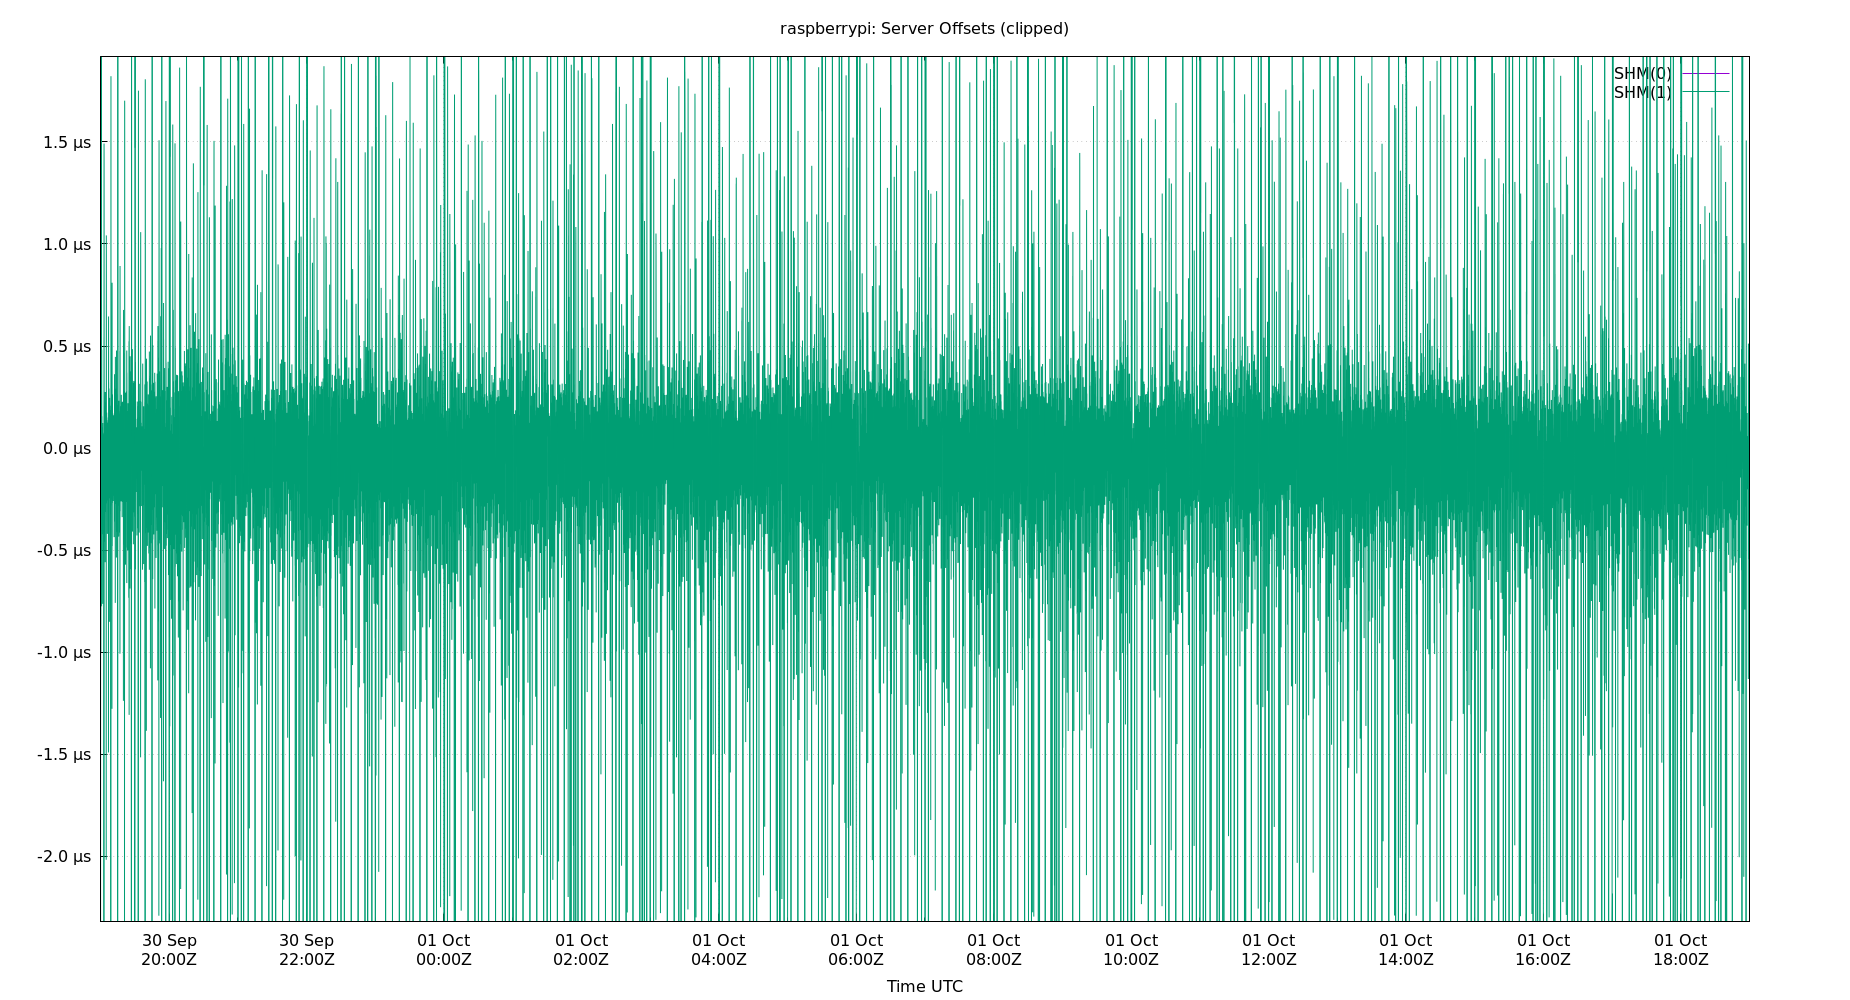 raspberrypi: Server Offsets (clipped)
SHM(0)
SHM(1)
1.5 µs
1.0 µs
0.5 µs
0.0 µs
-0.5 µs
-1.0 µs
-1.5 µs
-2.0 µs
30 Sep 30 Sep 01 Oct 01 Oct 01 Oct 01 Oct 01 Oct 01 Oct 01 Oct 01 Oct 01 Oct 01 Oct
20:00Z 22:00Z 00:00Z 02:00Z 04:00Z 06:00Z 08:00Z 10:00Z 12:00Z 14:00Z 16:00Z 18:00Z
Time UTC